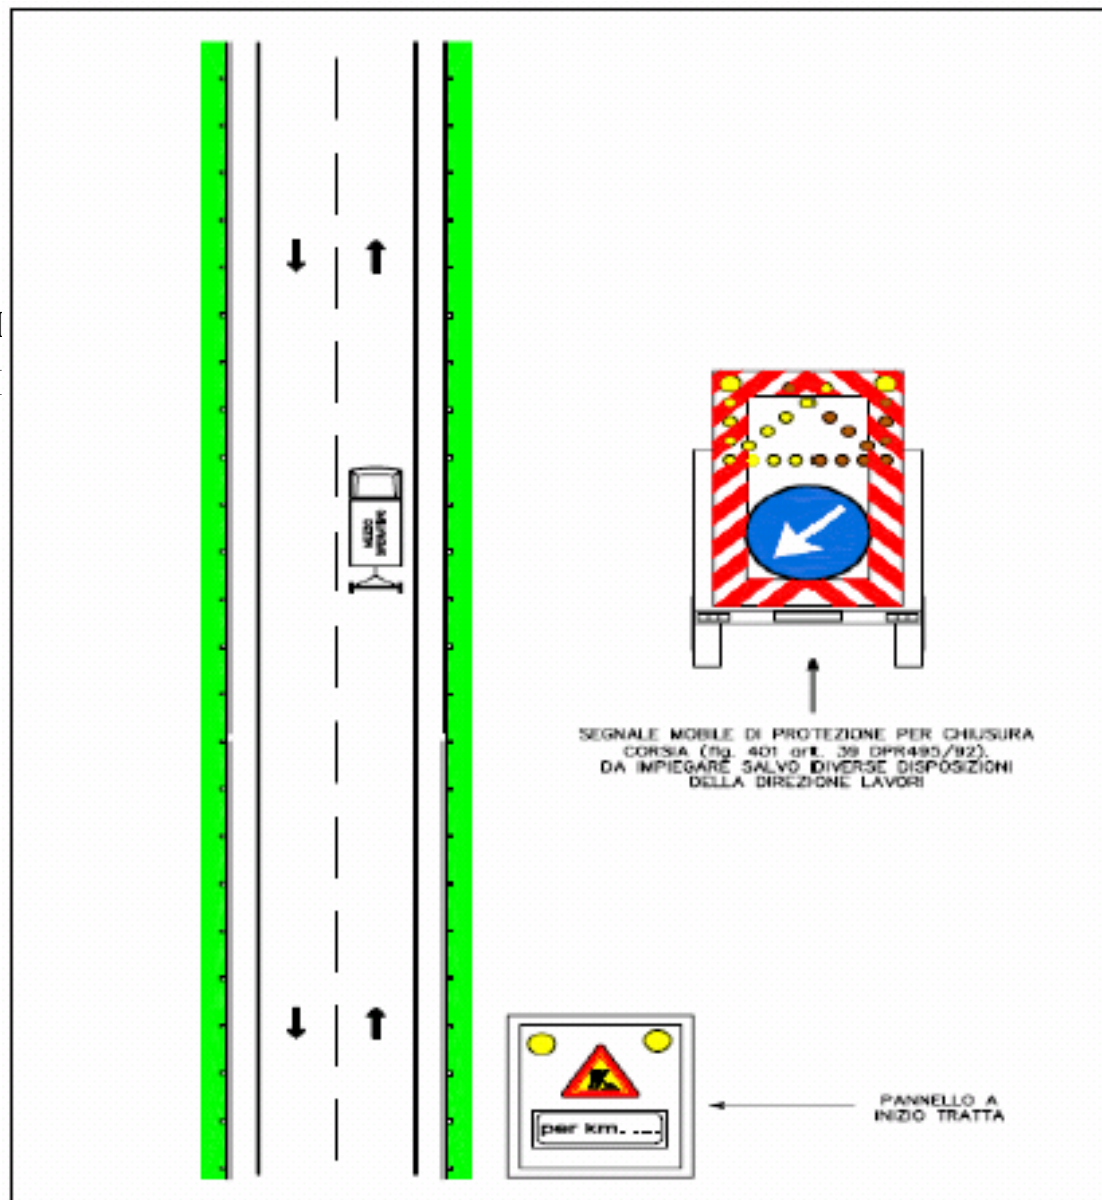 SEGNALE MOBILE DI PROTEZIONE PER CHIUSURA
CORSIA (fig. 401 art. 39 DPR495/92).
DA IMPIEGARE SALVO DIVERSE DISPOSIZIONI
DELLA DIREZIONE LAVORI
per km. ....
PANNELLO A
INIZIO TRATTA